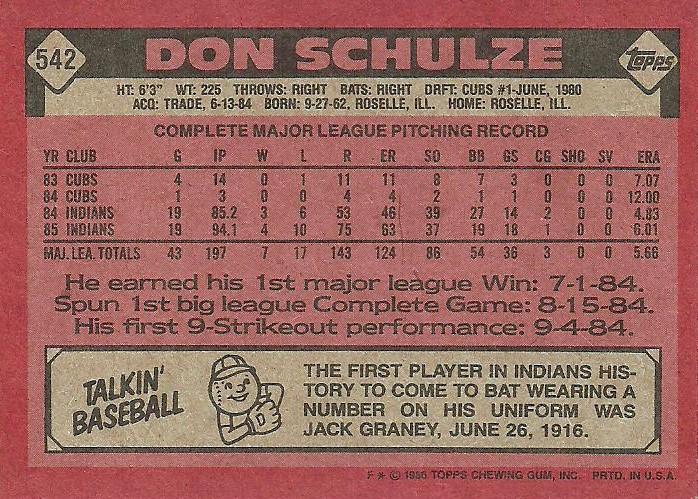 542 DON SCHULZE Topps
HT: 6'3" WT: 225 THROWS: RIGHT BATS: RIGHT DRFT: CUBS #1-JUNE, 1980
ACQ: TRADE, 6-13-84 BORN: 9-27-62, ROSELLE, ILL. HOME: ROSELLE, ILL.
COMPLETE MAJOR LEAGUE PITCHING RECORD
YR CLUB G IP W L R ER SO BB GS CG SHO SV ERA
83 CUBS 4 14 0 1 11 11 8 7 3 0 0 0 7.07
84 CUBS 1 3 0 0 4 4 2 1 1 0 0 0 12.00
84 INDIANS 19 85.2 3 6 53 46 39 27 14 2 0 0 4.83
85 INDIANS 19 94.1 4 10 75 63 37 19 18 1 0 0 6.01
MAJ. LEA. TOTALS 43 197 7 17 143 124 86 54 36 3 0 0 5.66
He earned his 1st major league Win: 7-1-84.
Spun 1st big league Complete Game: 8-15-84.
His first 9-Strikeout performance: 9-4-84.
TALKIN'
BASEBALL
THE FIRST PLAYER IN INDIANS HIS-
TORY TO COME TO BAT WEARING A
NUMBER ON HIS UNIFORM WAS
JACK GRANEY, JUNE 26, 1916.
F * © 1986 TOPPS CHEWING GUM, INC. PRTD. IN U.S.A.